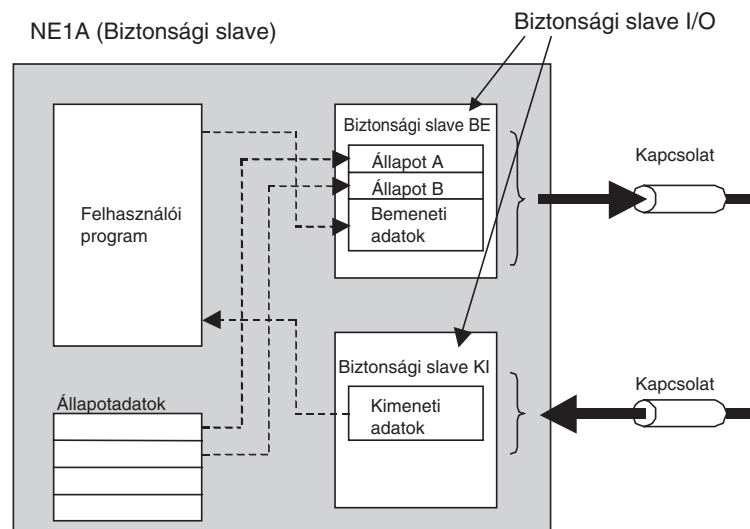 NE1A (Biztonsági slave)
Biztonsági slave I/O
Felhasználói
program
Biztonsági slave BE
Állapot A
Állapot B
Bemeneti
adatok
Kapcsolat
Biztonsági slave KI
Kimeneti
adatok
Kapcsolat
Állapotadatok